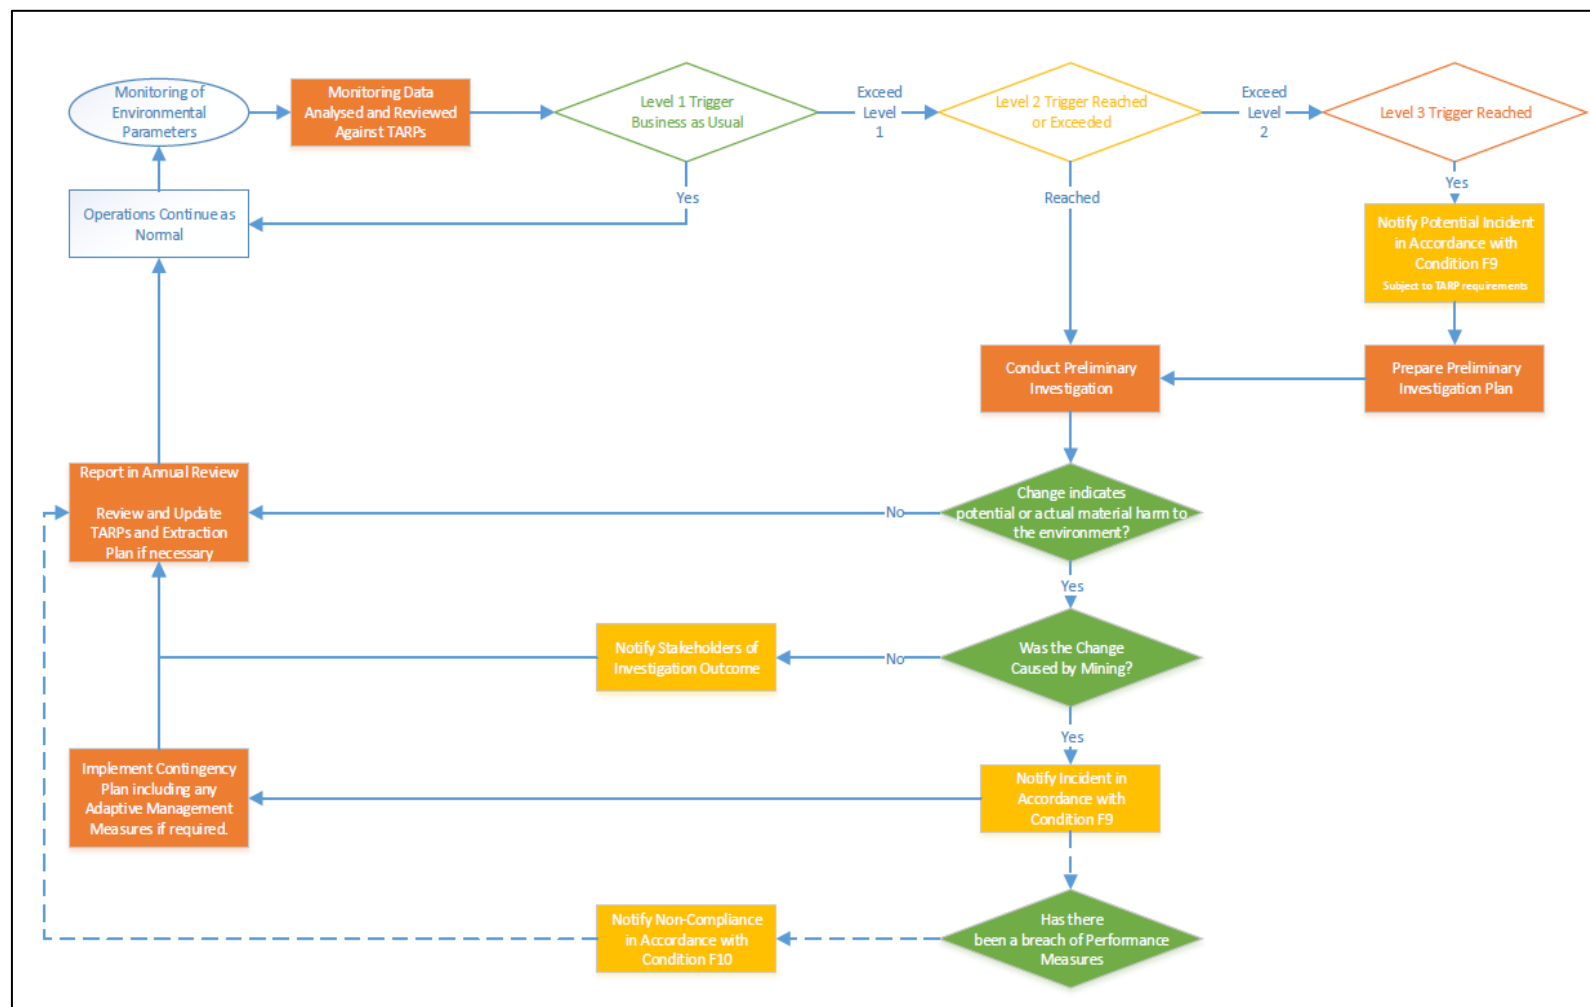 Monitoring of
Environmental
Parameters
Monitoring Data
Analysed and Reviewed
Against TARPs
Level 1 Trigger
Business as Usual
Exceed
Level
1
Level 2 Trigger Reached
or Exceeded
Exceed
Level
2
Level 3 Trigger Reached
Yes
Reached
Yes
Operations Continue as
Normal
Notify Potential Incident
in Accordance with
Condition F9
Subject to TARP requirements
Conduct Preliminary
Investigation
Prepare Preliminary
Investigation Plan
Report in Annual Review
Review and Update
TARPs and Extraction
Plan if necessary
No
Change indicates
potential or actual material harm to
the environment?
Yes
Notify Stakeholders of
Investigation Outcome
No
Was the Change
Caused by Mining?
Yes
Implement Contingency
Plan including any
Adaptive Management
Measures if required.
Notify Incident in
Accordance with
Condition F9
Notify Non-Compliance
in Accordance with
Condition F10
Has there
been a breach of Performance
Measures